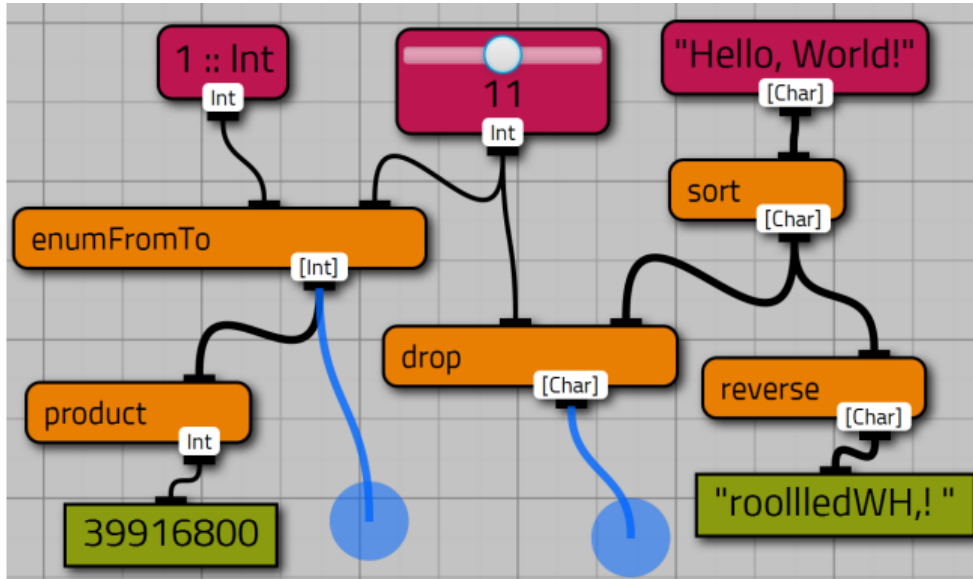 1 :: Int
Int
11
Int
"Hello, World!"
[Char]
sort
[Char]
enumFromTo
[Int]
drop
[Char]
reverse
[Char]
product
Int
39916800
"roollledWH,! "